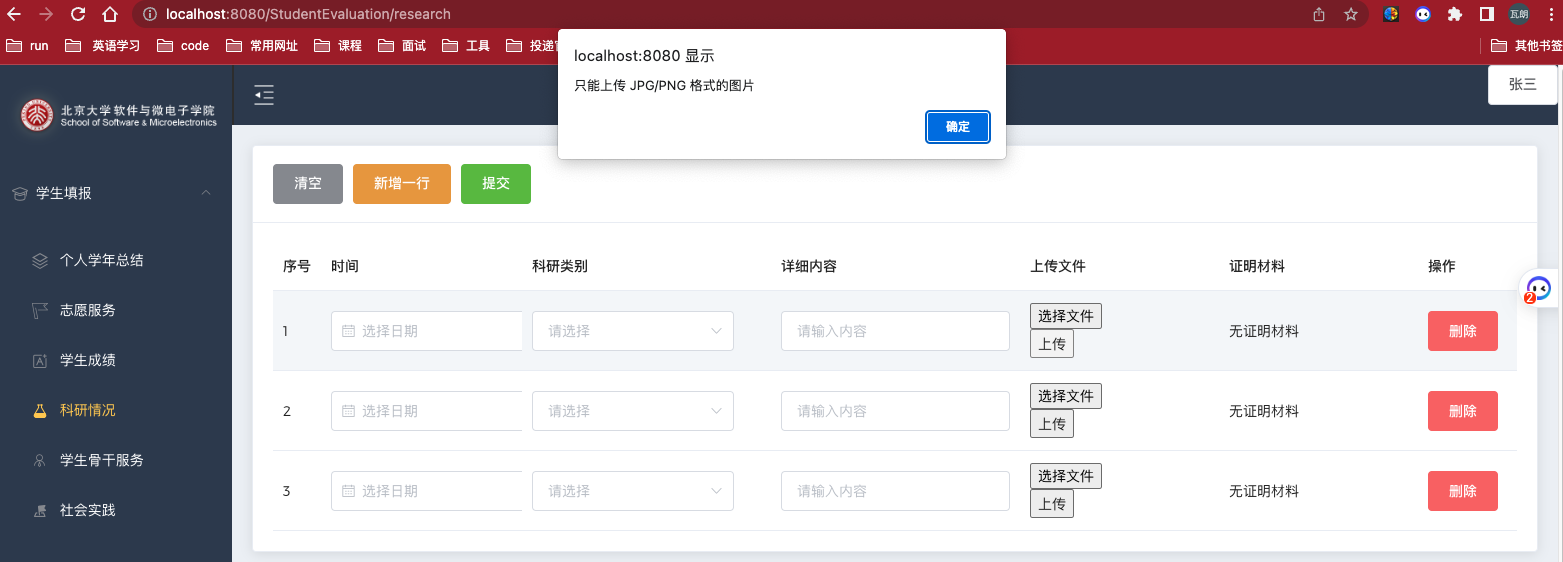 localhost:8080/StudentEvaluation/research
瓦朗
run 英语学习 code 常用网址 课程 面试 工具 投递 其他书签
localhost:8080 显示
只能上传 JPG/PNG 格式的图片
确定
北京大学软件与微电子学院
School of Software & Microelectronics
张三
学生填报
个人学年总结
志愿服务
学生成绩
科研情况
学生骨干服务
社会实践
清空 新增一行 提交
序号 时间 科研类别 详细内容 上传文件 证明材料 操作
1 选择日期 请选择 请输入内容 选择文件 无证明材料 删除
上传
2 选择日期 请选择 请输入内容 选择文件 无证明材料 删除
上传
3 选择日期 请选择 请输入内容 选择文件 无证明材料 删除
上传
2